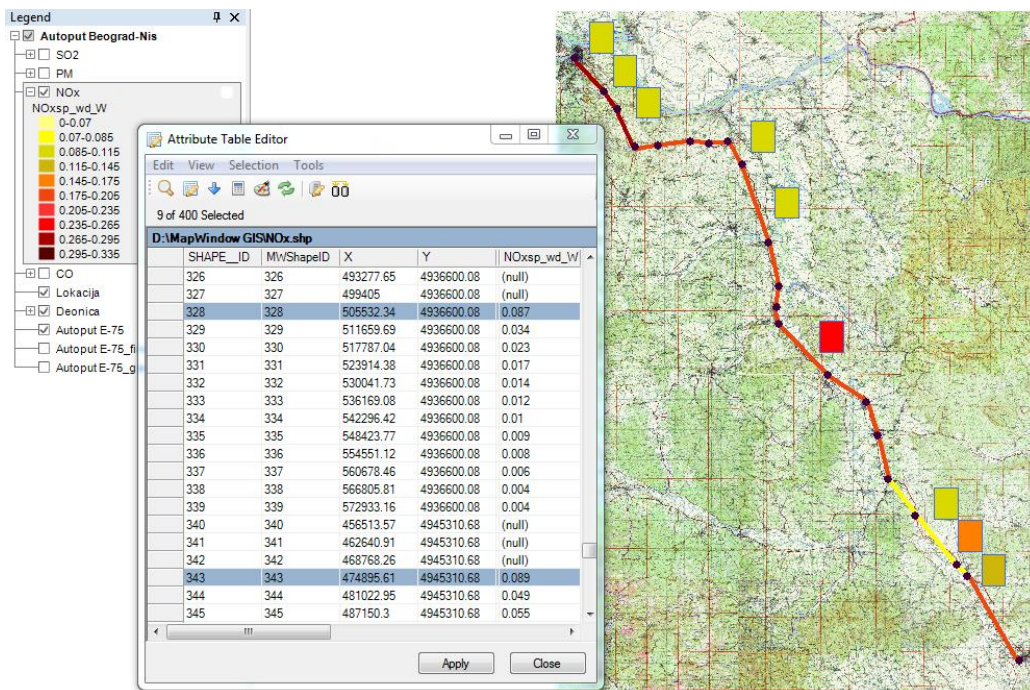 Legend
Autoput Beograd-Nis
SO2
PM
NOx
NOxsp_wd_W
0-0.07
0.07-0.085
0.085-0.115
0.115-0.145
0.145-0.175
0.175-0.205
0.205-0.235
0.235-0.265
0.265-0.295
0.295-0.335
CO
Lokacija
Deonica
Autoput E-75
Autoput E-75_fi
Autoput E-75_g
Attribute Table Editor
Edit View Selection Tools
9 of 400 Selected
D:\MapWindow GIS\NOx.shp
SHAPE__ID MWShapeID X Y NOxsp_wd_W
326 326 493277.65 4936600.08 (null)
327 327 499405 4936600.08 (null)
328 328 505532.34 4936600.08 0.087
329 329 511659.69 4936600.08 0.034
330 330 517787.04 4936600.08 0.023
331 331 523914.38 4936600.08 0.017
332 332 530041.73 4936600.08 0.014
333 333 536169.08 4936600.08 0.012
334 334 542296.42 4936600.08 0.01
335 335 548423.77 4936600.08 0.009
336 336 554551.12 4936600.08 0.008
337 337 560678.46 4936600.08 0.006
338 338 566805.81 4936600.08 0.004
339 339 572933.16 4936600.08 0.004
340 340 456513.57 4945310.68 (null)
341 341 462640.91 4945310.68 (null)
342 342 468768.26 4945310.68 (null)
343 343 474895.61 4945310.68 0.089
344 344 481022.95 4945310.68 0.049
345 345 487150.3 4945310.68 0.055
Apply Close